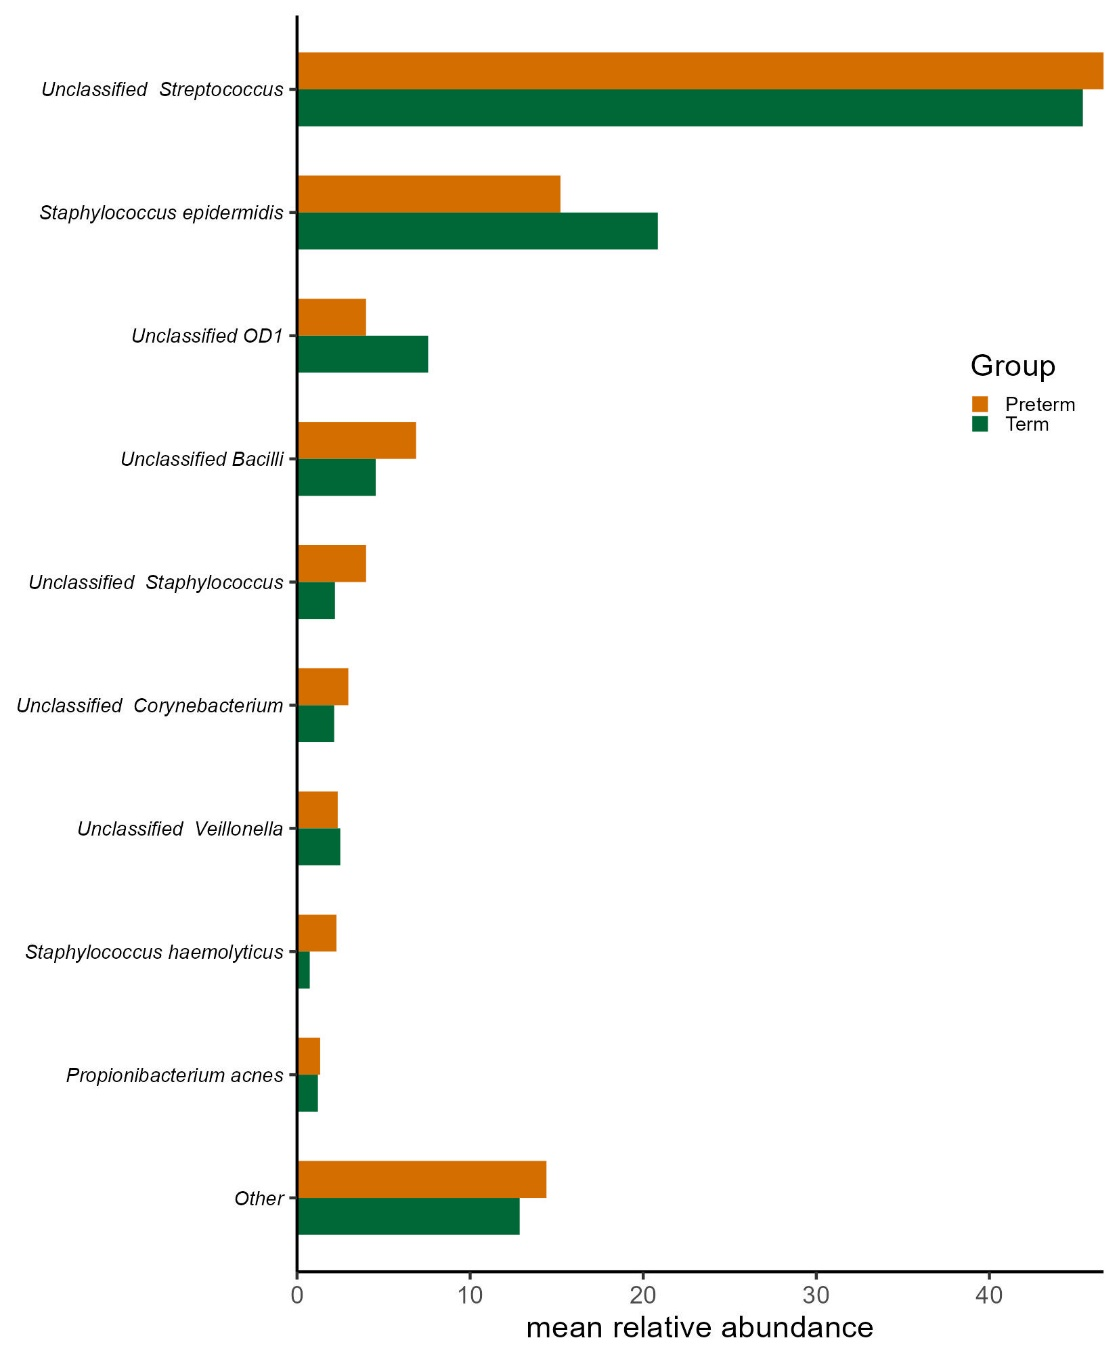 Unclassified  Streptococcus
Staphylococcus epidermidis
Unclassified OD1
Unclassified Bacilli
Unclassified  Staphylococcus
Unclassified  Corynebacterium
Unclassified  Veillonella
Staphylococcus haemolyticus
Propionibacterium acnes
Other
Group
Preterm
Term
0 10 20 30 40
mean relative abundance